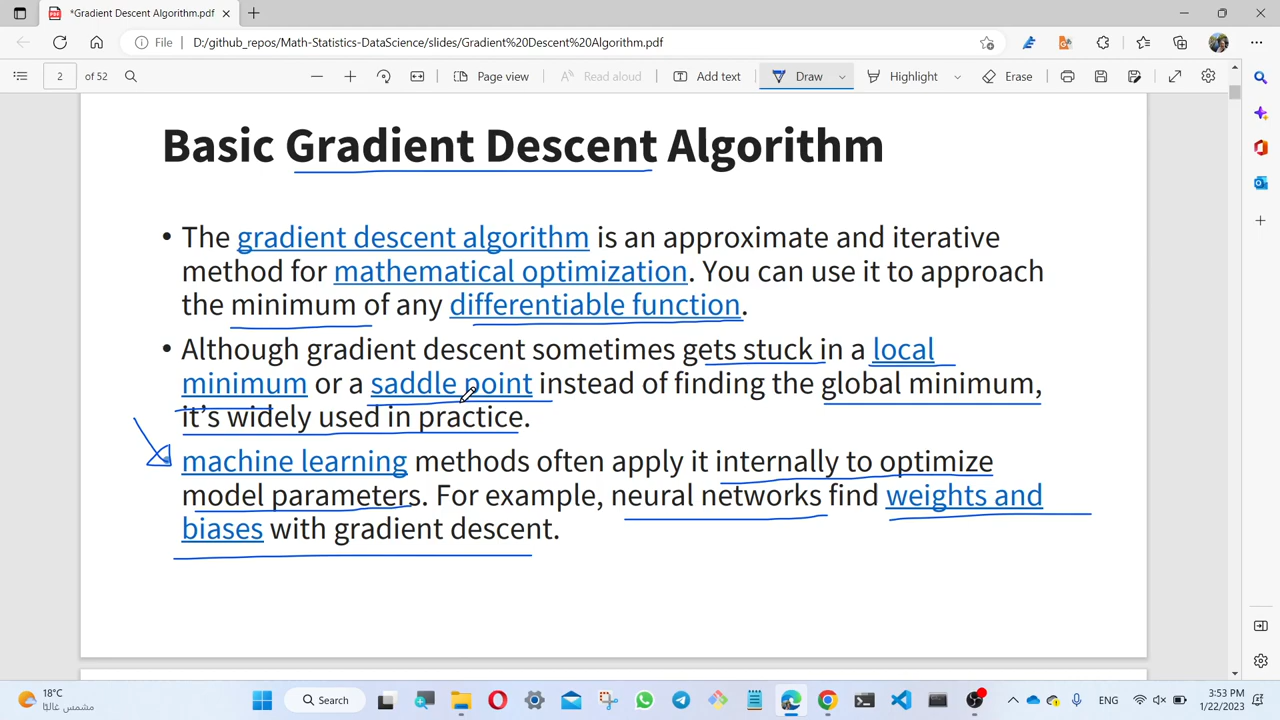 *Gradient Descent Algorithm.pdf
File D:/github_repos/Math-Statistics-DataScience/slides/Gradient%20Descent%20Algorithm.pdf
2 of 52 Page view Read aloud Add text Draw Highlight Erase
Basic Gradient Descent Algorithm
• The gradient descent algorithm is an approximate and iterative
method for mathematical optimization. You can use it to approach
the minimum of any differentiable function.
• Although gradient descent sometimes gets stuck in a local
minimum or a saddle point instead of finding the global minimum,
it's widely used in practice.
machine learning methods often apply it internally to optimize
model parameters. For example, neural networks find weights and
biases with gradient descent.
18°C
مشمس غالبًا
Search
ENG
3:53 PM
1/22/2023